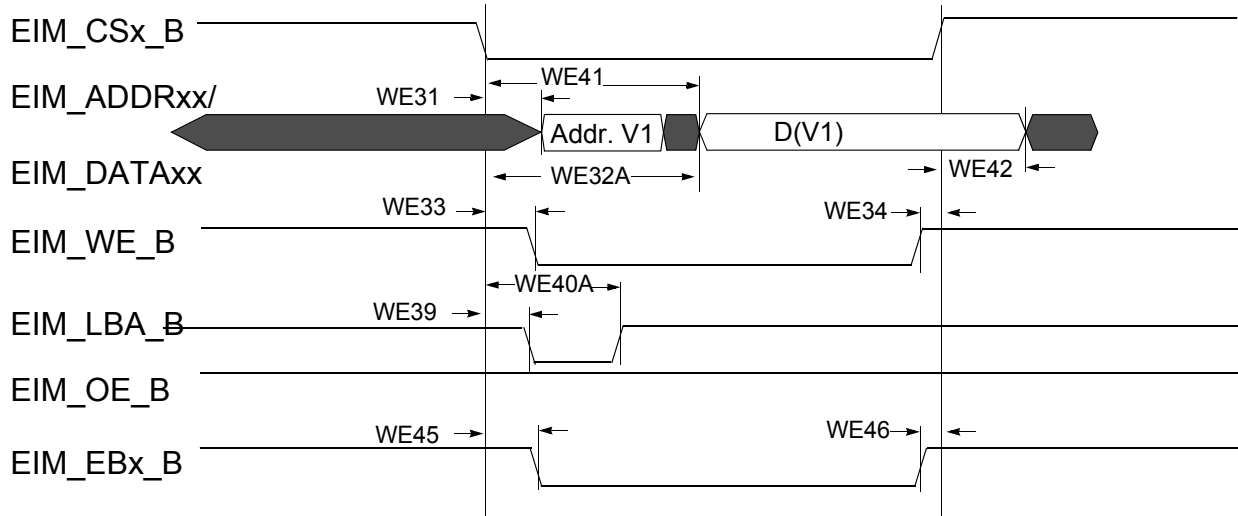 EIM_CSx_B
WE41
EIM_ADDRxx/
WE31
Addr. V1
D(V1)
EIM_DATAxx
WE32A
WE42
WE33
WE34
EIM_WE_B
WE40A
WE39
EIM_LBA_B
EIM_OE_B
WE45
WE46
EIM_EBx_B